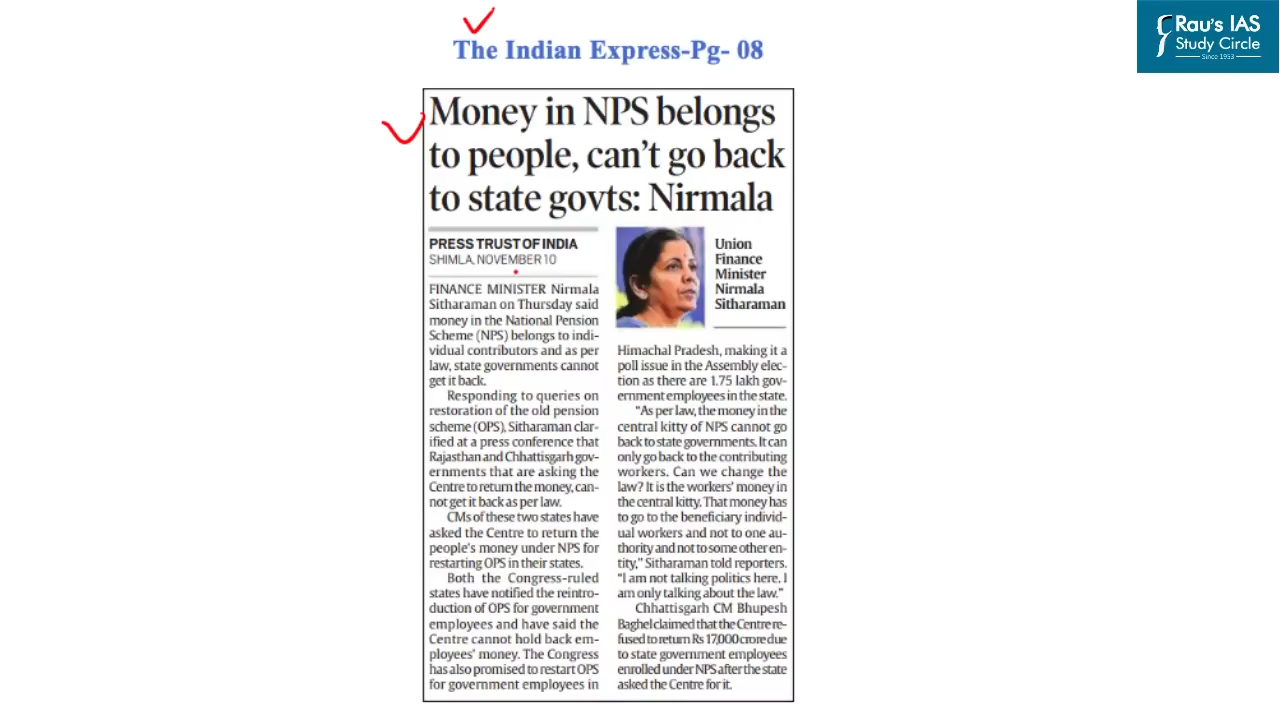 The Indian Express-Pg- 08
Rau's IAS
Study Circle
Since 1953
Money in NPS belongs
to people, can't go back
to state govts: Nirmala
PRESS TRUST OF INDIA
SHIMLA, NOVEMBER 10
FINANCE MINISTER Nirmala
Sitharaman on Thursday said
money in the National Pension
Scheme (NPS) belongs to indi-
vidual contributors and as per
law, state governments cannot
get it back.
Responding to queries on
restoration of the old pension
scheme (OPS), Sitharaman clar-
ified at a press conference that
Rajasthan and Chhattisgarh gov-
ernments that are asking the
Centre to return the money, can-
not get it back as per law.
CMs of these two states have
asked the Centre to return the
people's money under NPS for
restarting OPS in their states.
Both the Congress-ruled
states have notified the reintro-
duction of OPS for government
employees and have said the
Centre cannot hold back em-
ployees' money. The Congress
has also promised to restart OPS
for government employees in
Union
Finance
Minister
Nirmala
Sitharaman
Himachal Pradesh, making it a
poll issue in the Assembly elec-
tion as there are 1.75 lakh gov-
ernment employees in the state.
"As per law, the money in the
central kitty of NPS cannot go
back to state governments. It can
only go back to the contributing
workers. Can we change the
law? It is the workers' money in
the central kitty. That money has
to go to the beneficiary individ-
ual workers and not to one au-
thority and not to some other en-
tity," Sitharaman told reporters.
"I am not talking politics here. I
am only talking about the law."
Chhattisgarh CM Bhupesh
Baghel claimed that the Centre re-
fused to return Rs 17,000 crore due
to state government employees
enrolled under NPS after the state
asked the Centre for it.